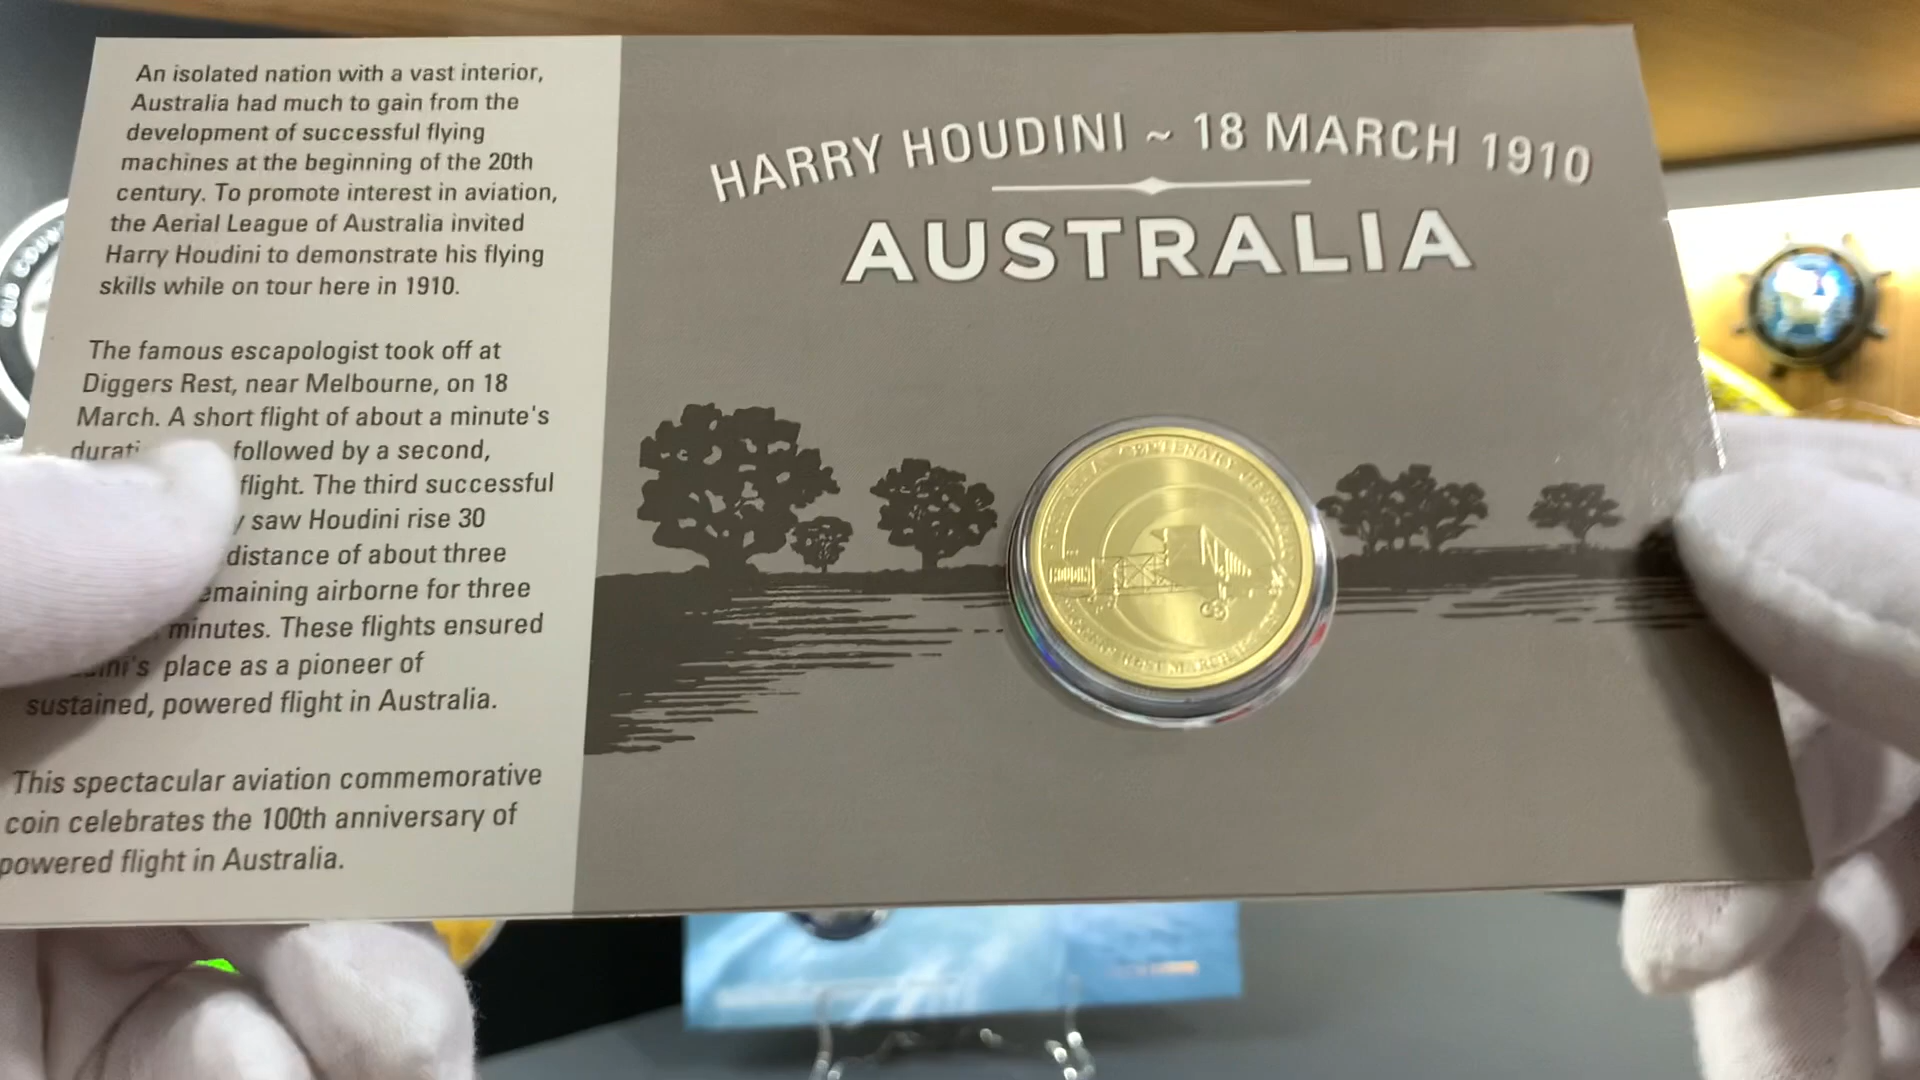 An isolated nation with a vast interior,
Australia had much to gain from the
development of successful flying
machines at the beginning of the 20th
century. To promote interest in aviation,
the Aerial League of Australia invited
Harry Houdini to demonstrate his flying
skills while on tour here in 1910.
The famous escapologist took off at
Diggers Rest, near Melbourne, on 18
March. A short flight of about a minute's
followed by a second,
flight. The third successful
saw Houdini rise 30
distance of about three
remaining airborne for three
minutes. These flights ensured
place as a pioneer of
sustained, powered flight in Australia.
This spectacular aviation commemorative
coin celebrates the 100th anniversary of
powered flight in Australia.
HARRY HOUDINI ~ 18 MARCH 1910
AUSTRALIA
CENTENARY
HOUDINI